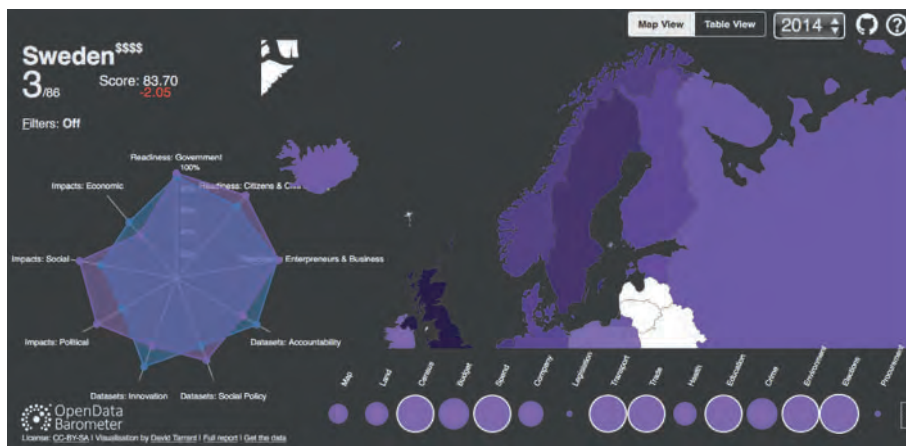 Map View
Table View
2014
?
Sweden$$$$
3/86
Score: 83.70
-2.05
Filters: Off
Readiness: Government
100%
Impacts: Economic
Readiness: Citizens &
Impacts: Social
Enterpreneurs & Business
Impacts: Political
Datasets: Accountability
Datasets: Innovation
Datasets: Social Policy
Map
Land
Census
Budget
Spend
Company
Legislation
Transport
Trade
Health
Education
Crime
Environment
Elections
Procurement
OpenData
Barometer
License: CC-BY-SA | Visualisation by David Tarrant | Full report | Get the data